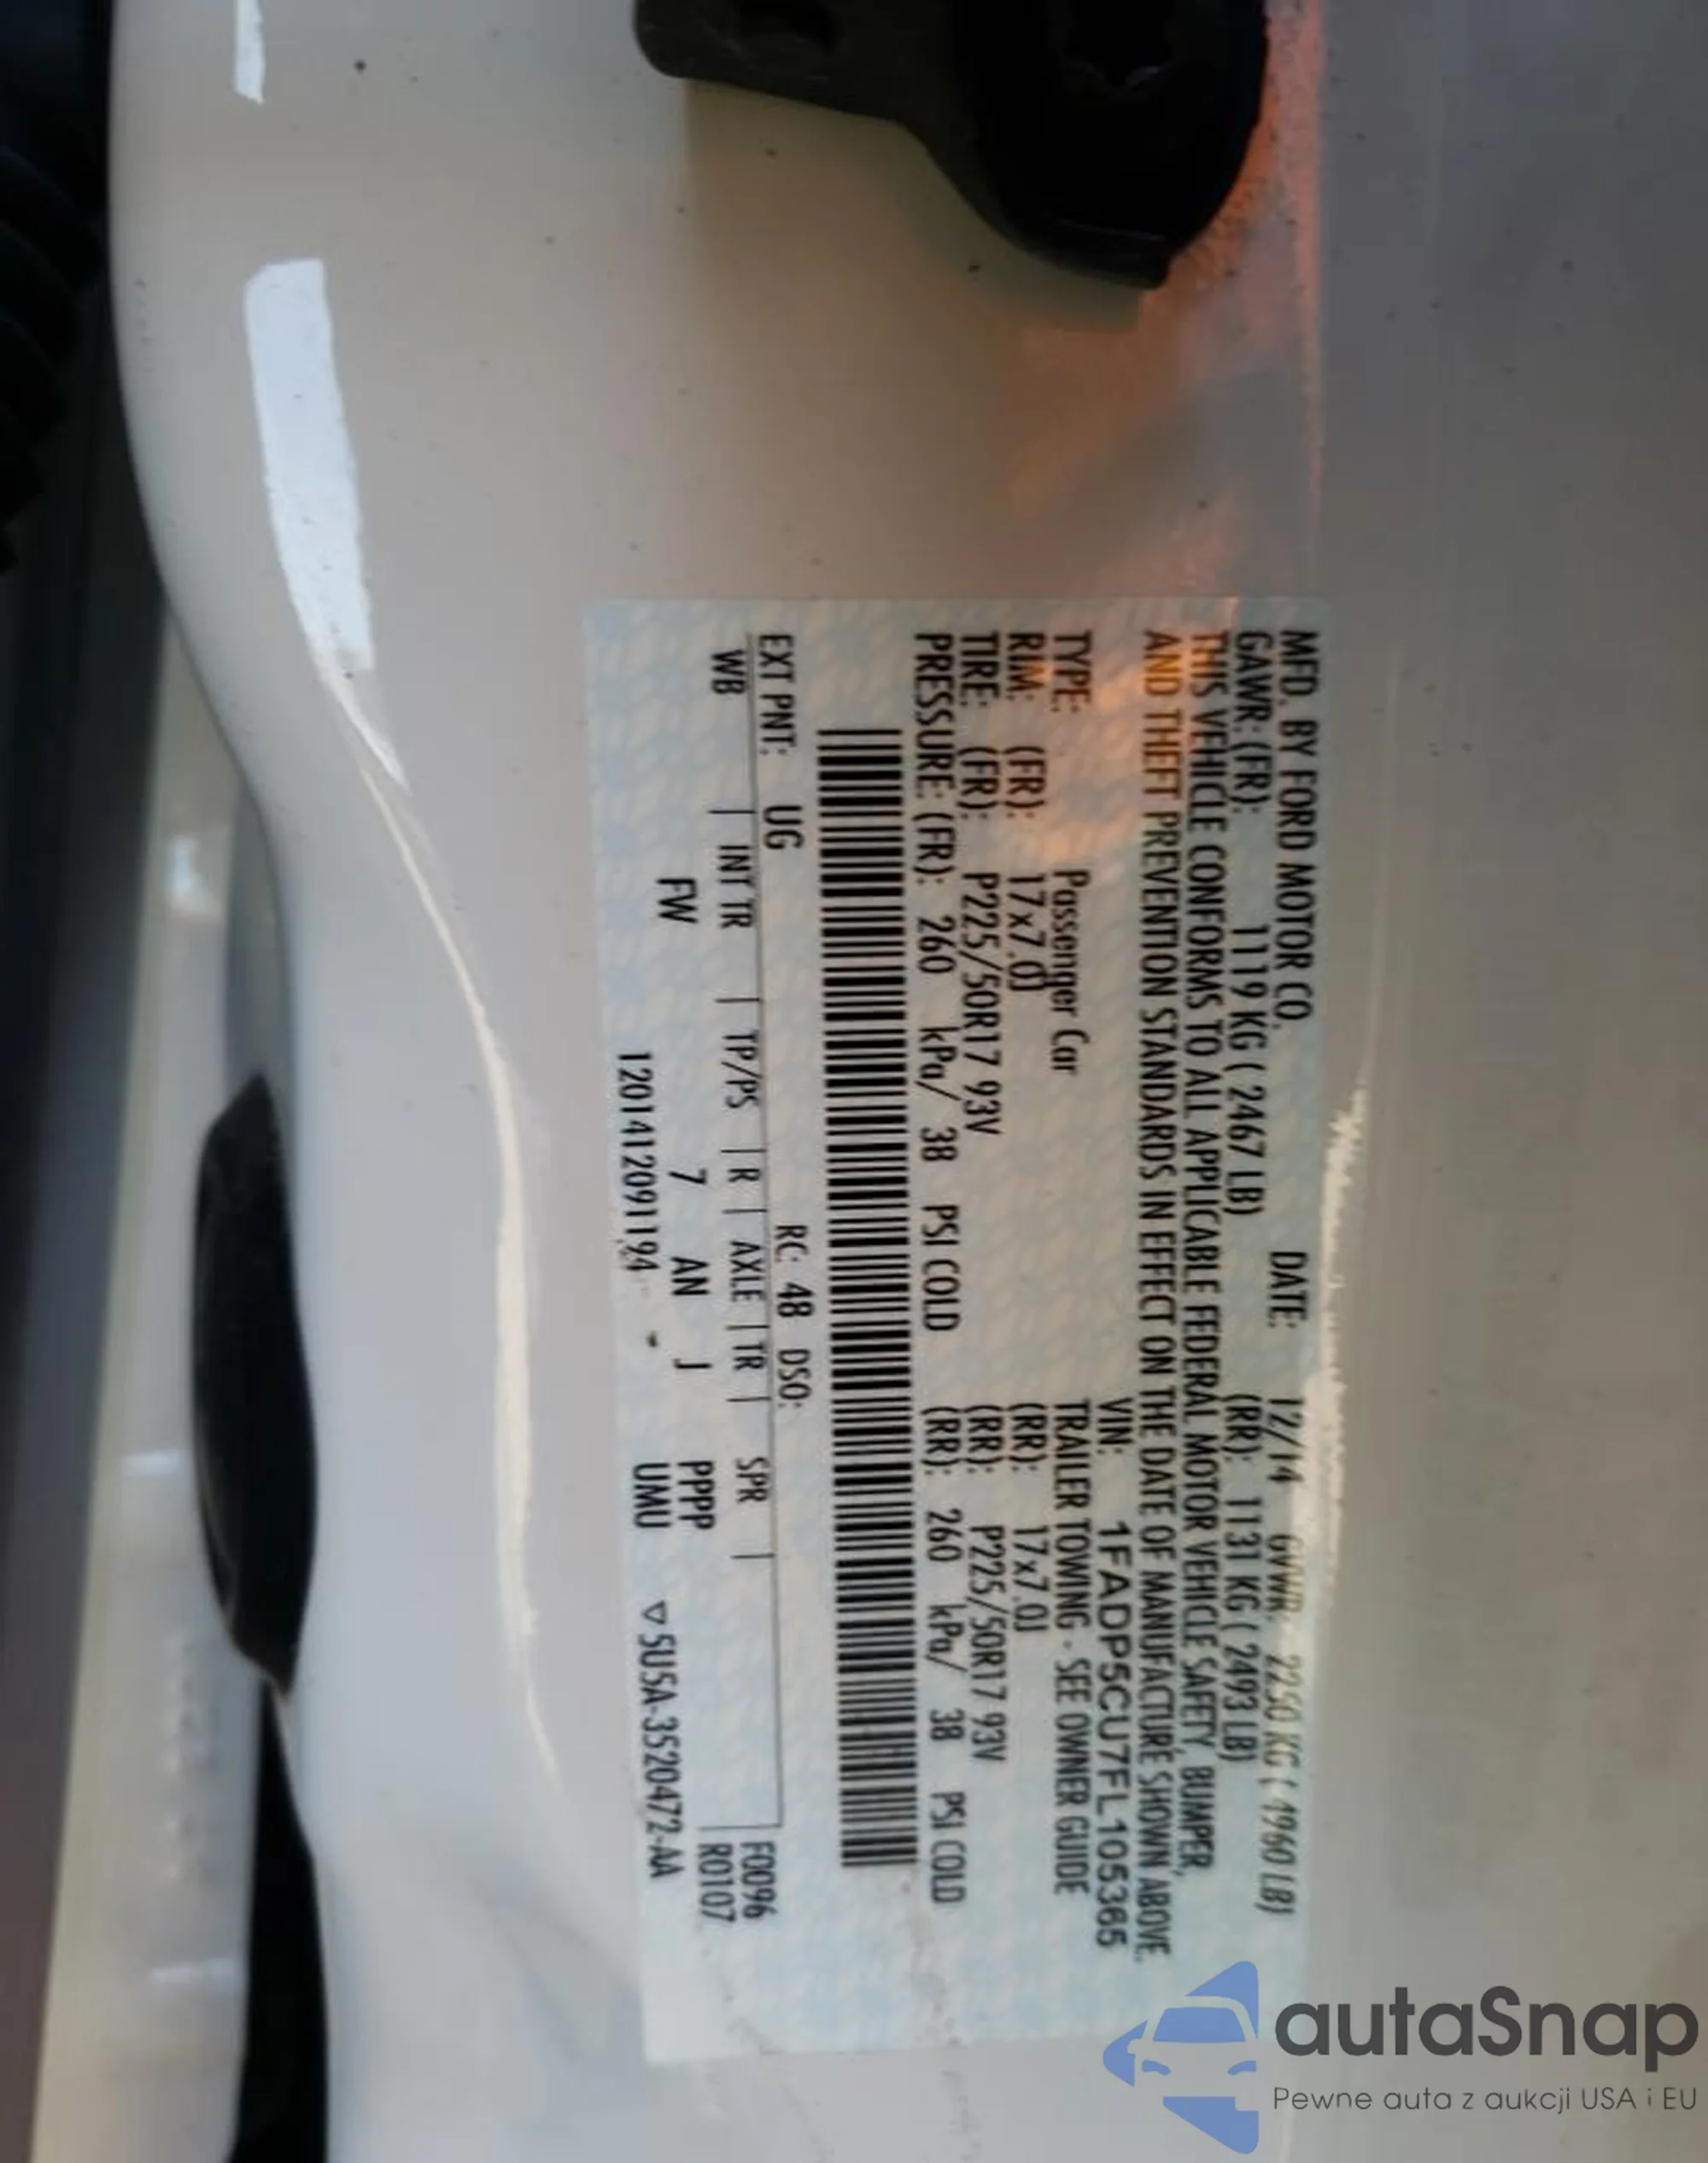 MFD. BY FORD MOTOR CO. DATE: 12/14 GVWR: 2250 KG ( 4960 LB)
GAWR: (FR): 1119 KG ( 2467 LB) (RR): 1131 KG ( 2493 LB)
THIS VEHICLE CONFORMS TO ALL APPLICABLE FEDERAL MOTOR VEHICLE SAFETY, BUMPER,
AND THEFT PREVENTION STANDARDS IN EFFECT ON THE DATE OF MANUFACTURE SHOWN ABOVE.
VIN: 1FADP5CU7FL105365
TYPE: Passenger Car TRAILER TOWING - SEE OWNER GUIDE
RIM: (FR): 17x7.0J (RR): 17x7.0J
TIRE: (FR): P225/50R17 93V (RR): P225/50R17 93V
PRESSURE: (FR): 260 kPa/ 38 PSI COLD (RR): 260 kPa/ 38 PSI COLD
EXT PNT: UG RC: 48 DSO:
WB | INT TR | TP/PS | R | AXLE | TR | SPR | F0096
FW 7 AN J PPPP R0107
UMU ▽ 5U5A-3520472-AA
12014120911941
autaSnap
Pewne auta z aukcji USA i EU